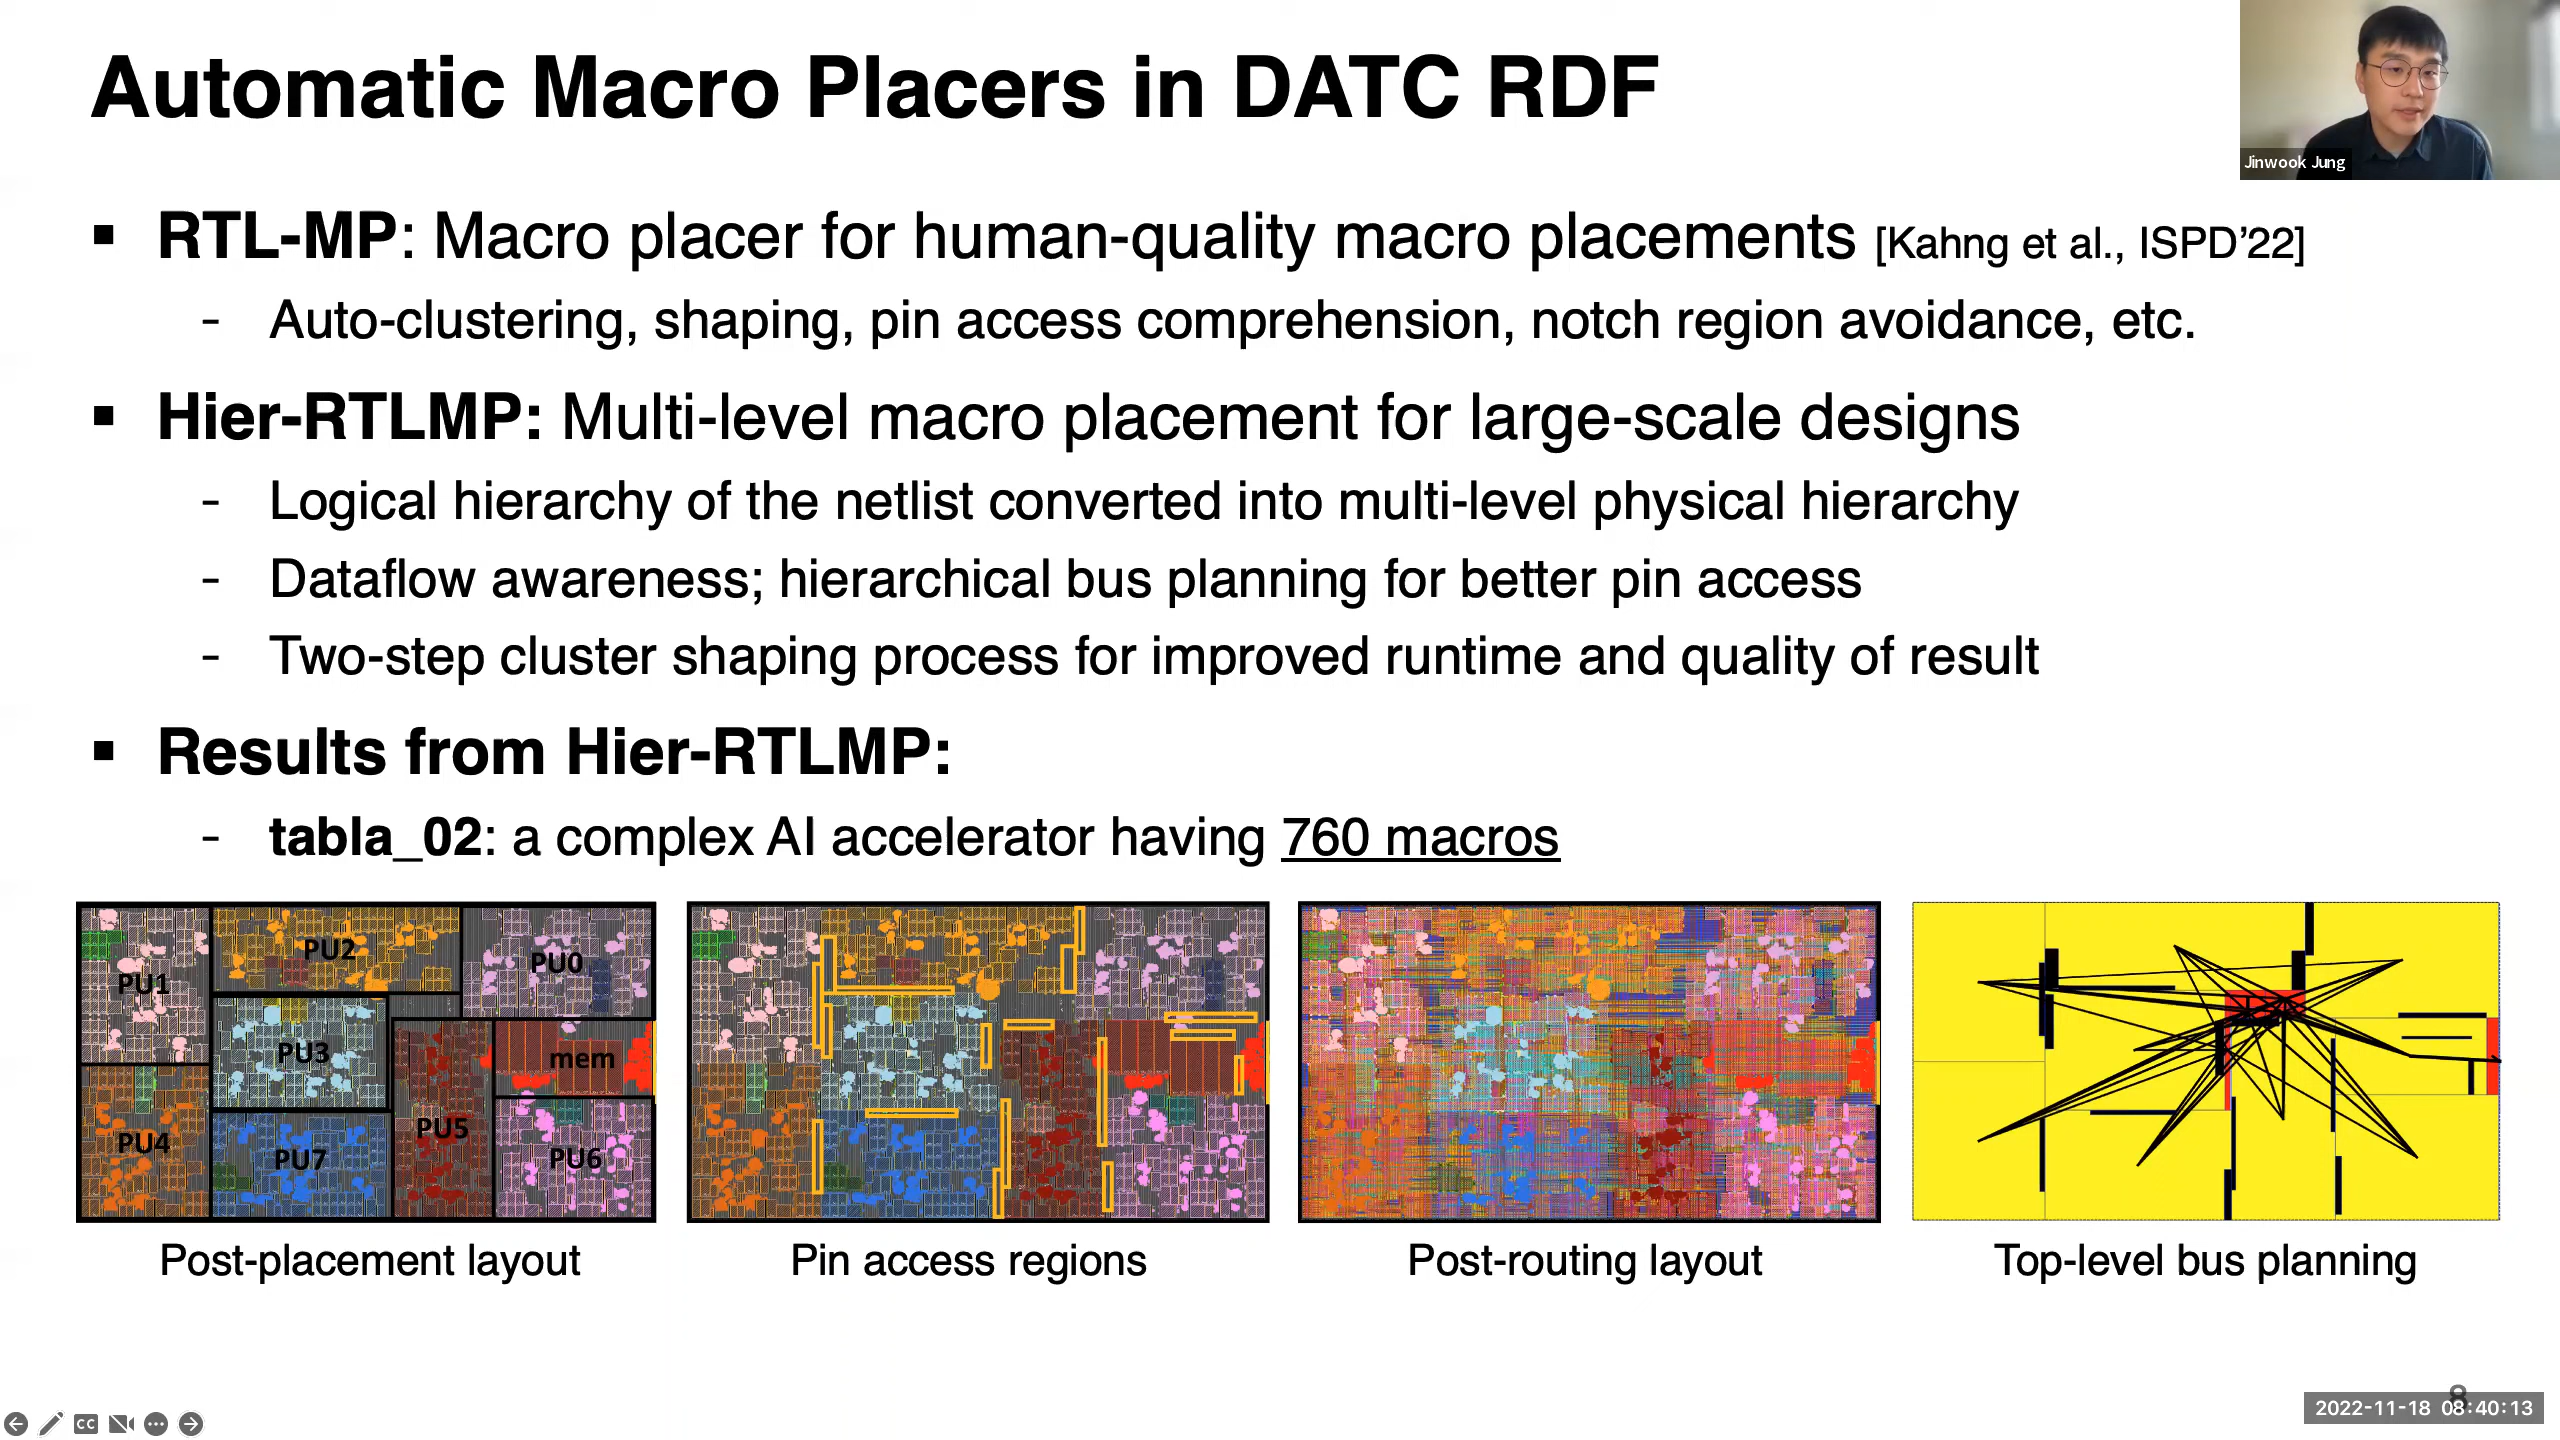 Automatic Macro Placers in DATC RDF
Jinwook Jung
▪ RTL-MP: Macro placer for human-quality macro placements [Kahng et al., ISPD’22]
- Auto-clustering, shaping, pin access comprehension, notch region avoidance, etc.
▪ Hier-RTLMP: Multi-level macro placement for large-scale designs
- Logical hierarchy of the netlist converted into multi-level physical hierarchy
- Dataflow awareness; hierarchical bus planning for better pin access
- Two-step cluster shaping process for improved runtime and quality of result
▪ Results from Hier-RTLMP:
- tabla_02: a complex AI accelerator having 760 macros
PU2
PU0
PU1
PU3
mem
PU5
PU4
PU7
PU6
Post-placement layout
Pin access regions
Post-routing layout
Top-level bus planning
CC
8
2022-11-18 08:40:13